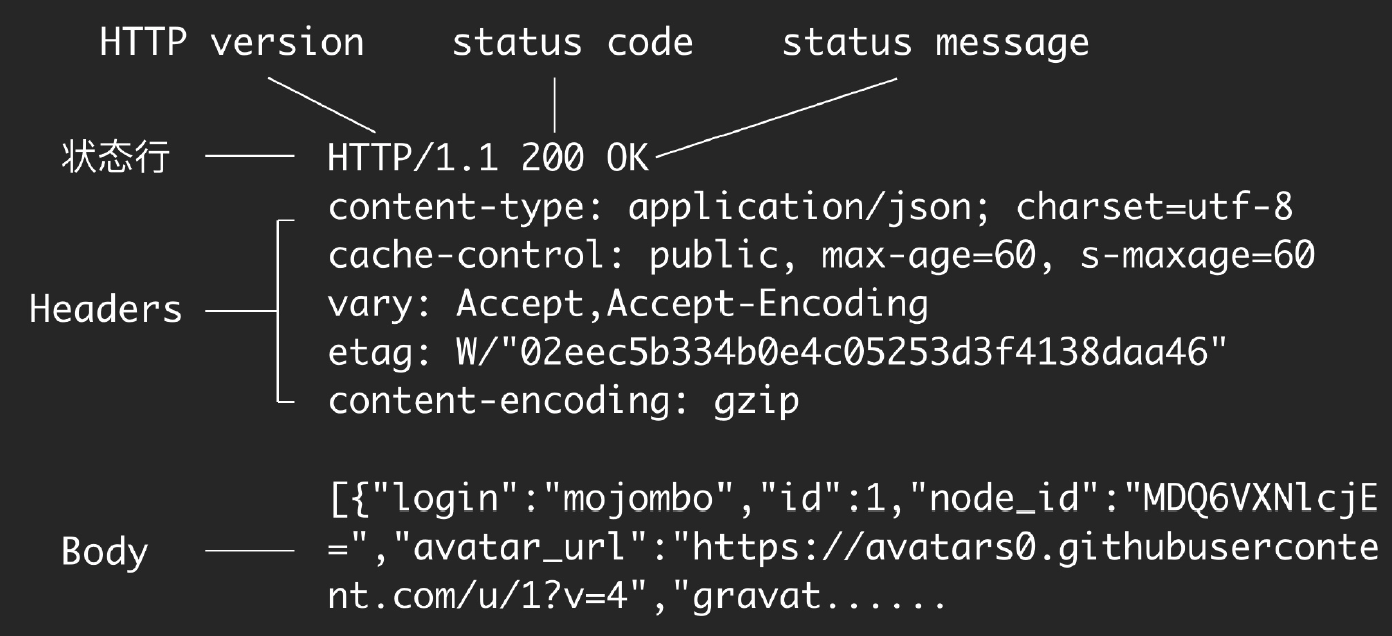 HTTP version status code status message
状态行 HTTP/1.1 200 OK
content-type: application/json; charset=utf-8
cache-control: public, max-age=60, s-maxage=60
Headers vary: Accept,Accept-Encoding
etag: W/"02eec5b334b0e4c05253d3f4138daa46"
content-encoding: gzip
[{"login":"mojombo","id":1,"node_id":"MDQ6VXNlcjE
Body =","avatar_url":"https://avatars0.githubuserconte
nt.com/u/1?v=4","gravat......